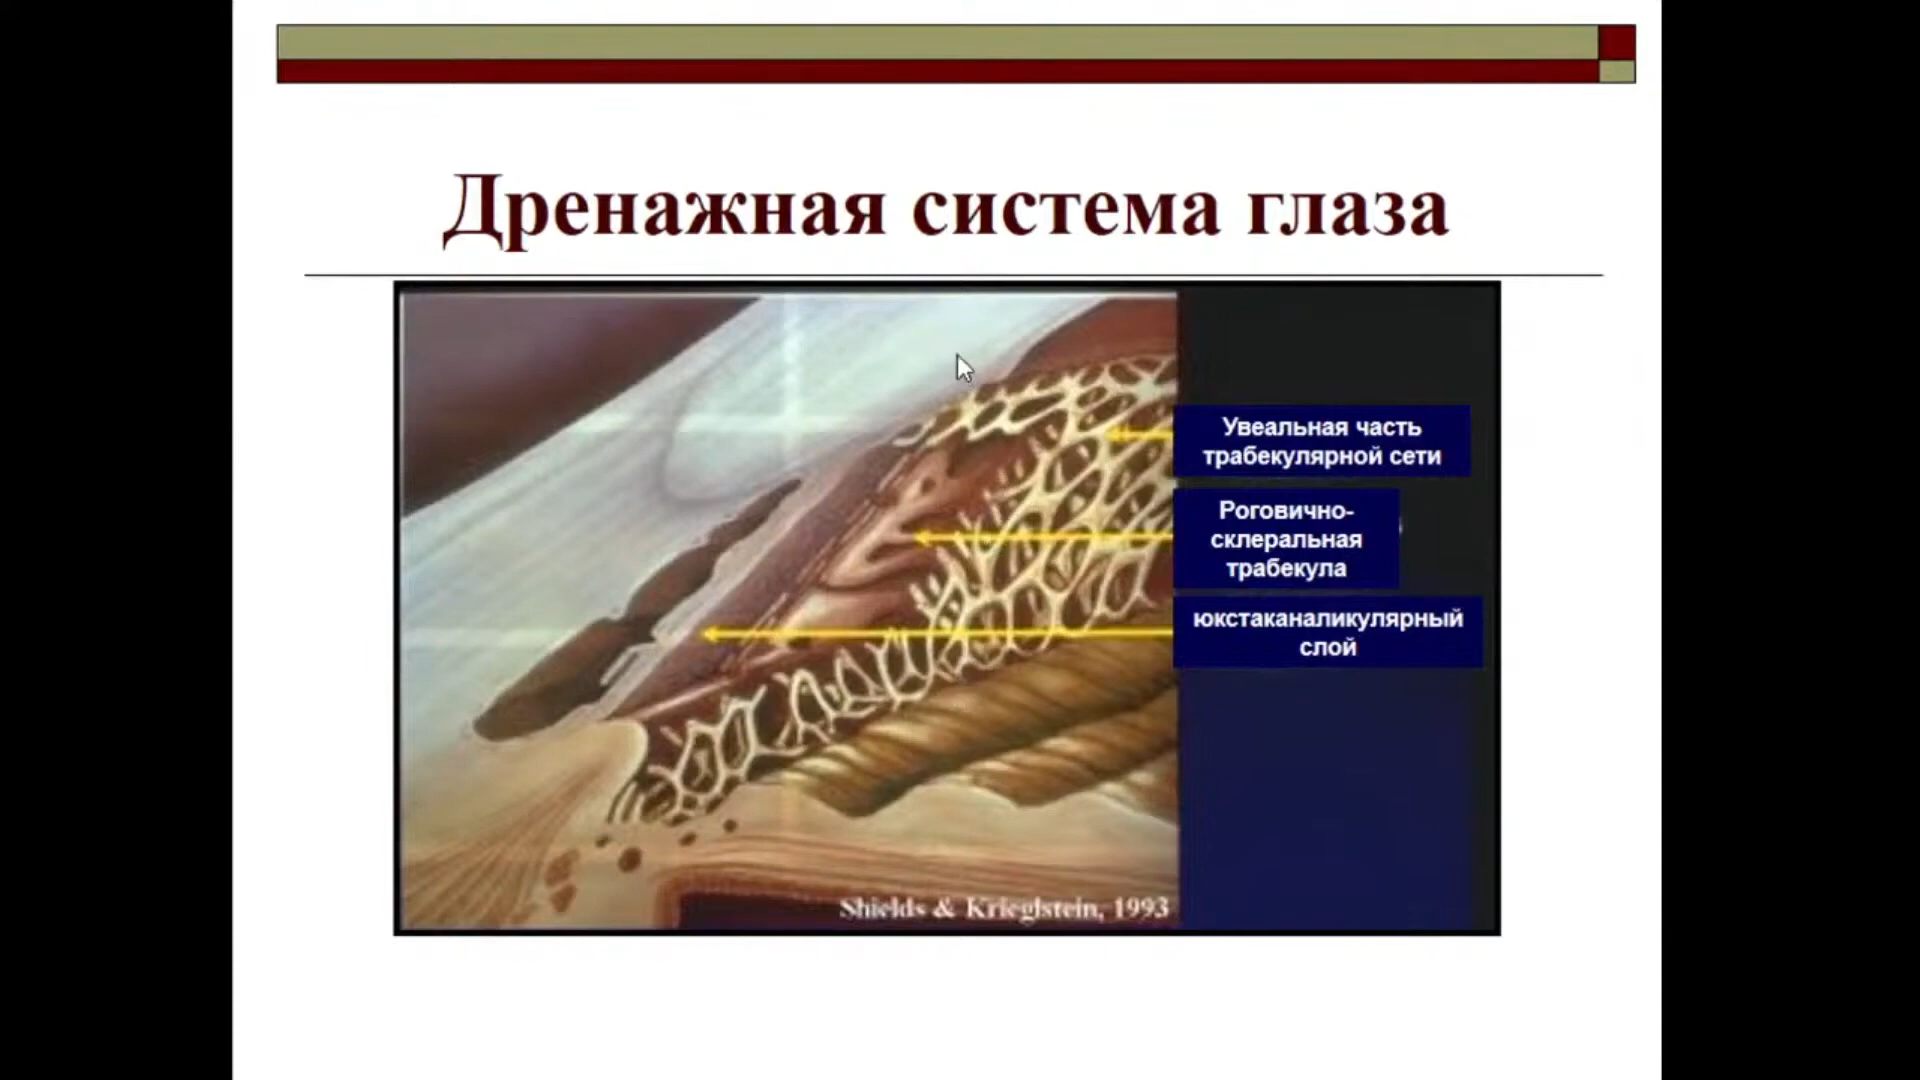 Дренажная система глаза
Увеальная часть
трабекулярной сети
Роговично-
склеральная
трабекула
юкстаканаликулярный
слой
Shields & Krieglstein, 1993